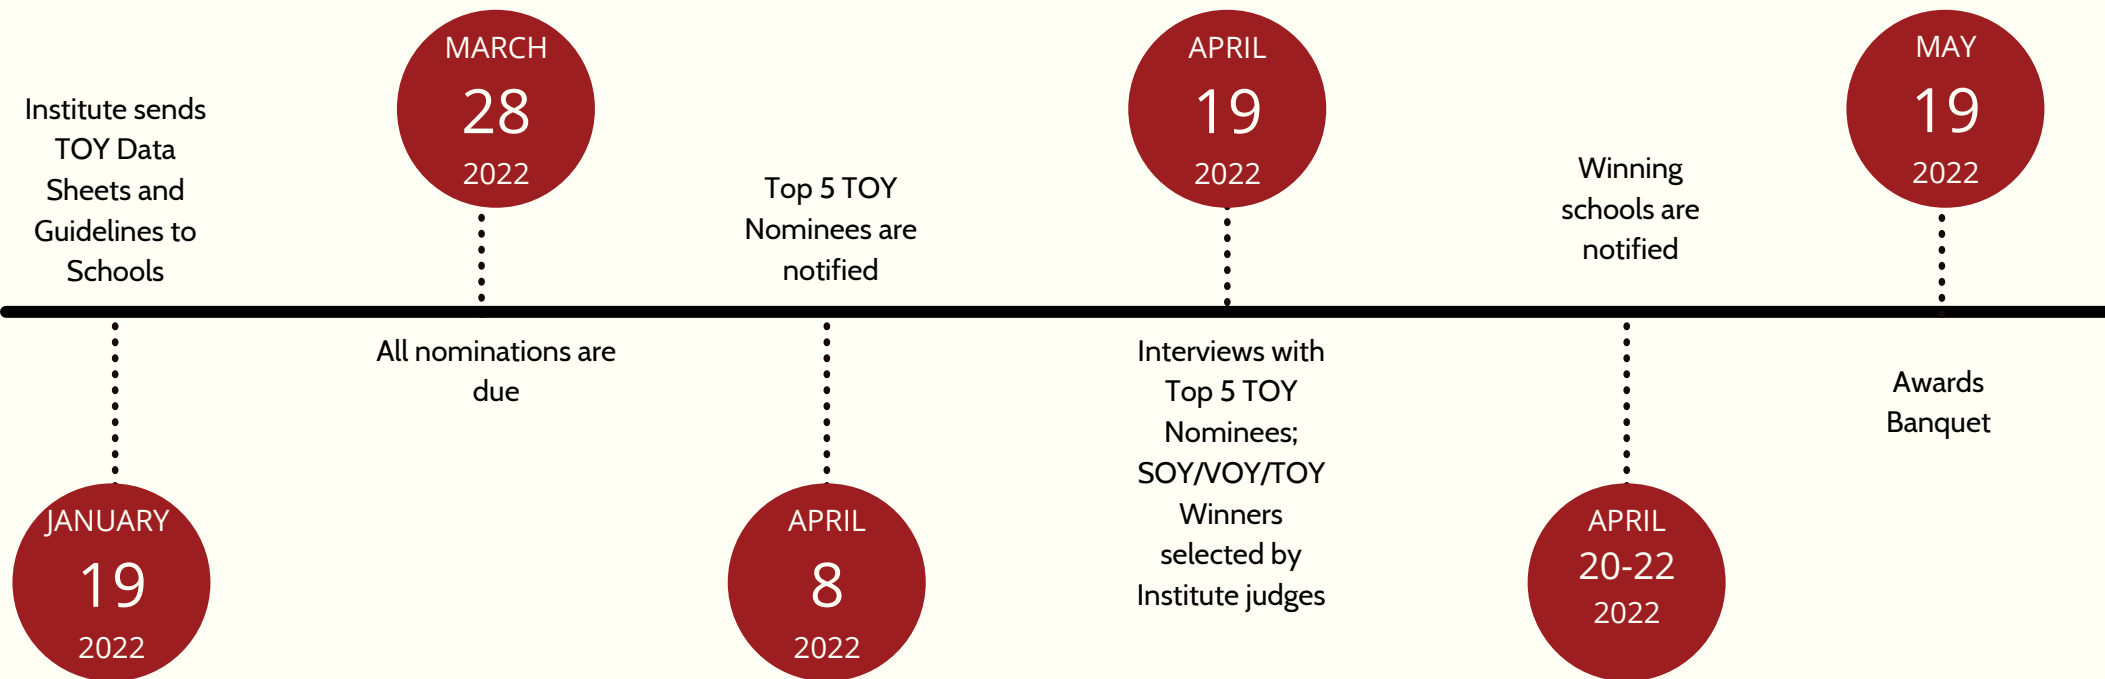 Institute sends
TOY Data
Sheets and
Guidelines to
Schools
JANUARY
19
2022
MARCH
28
2022
All nominations are
due
Top 5 TOY
Nominees are
notified
APRIL
8
2022
APRIL
19
2022
Interviews with
Top 5 TOY
Nominees;
SOY/VOY/TOY
Winners
selected by
Institute judges
Winning
schools are
notified
APRIL
20-22
2022
MAY
19
2022
Awards
Banquet